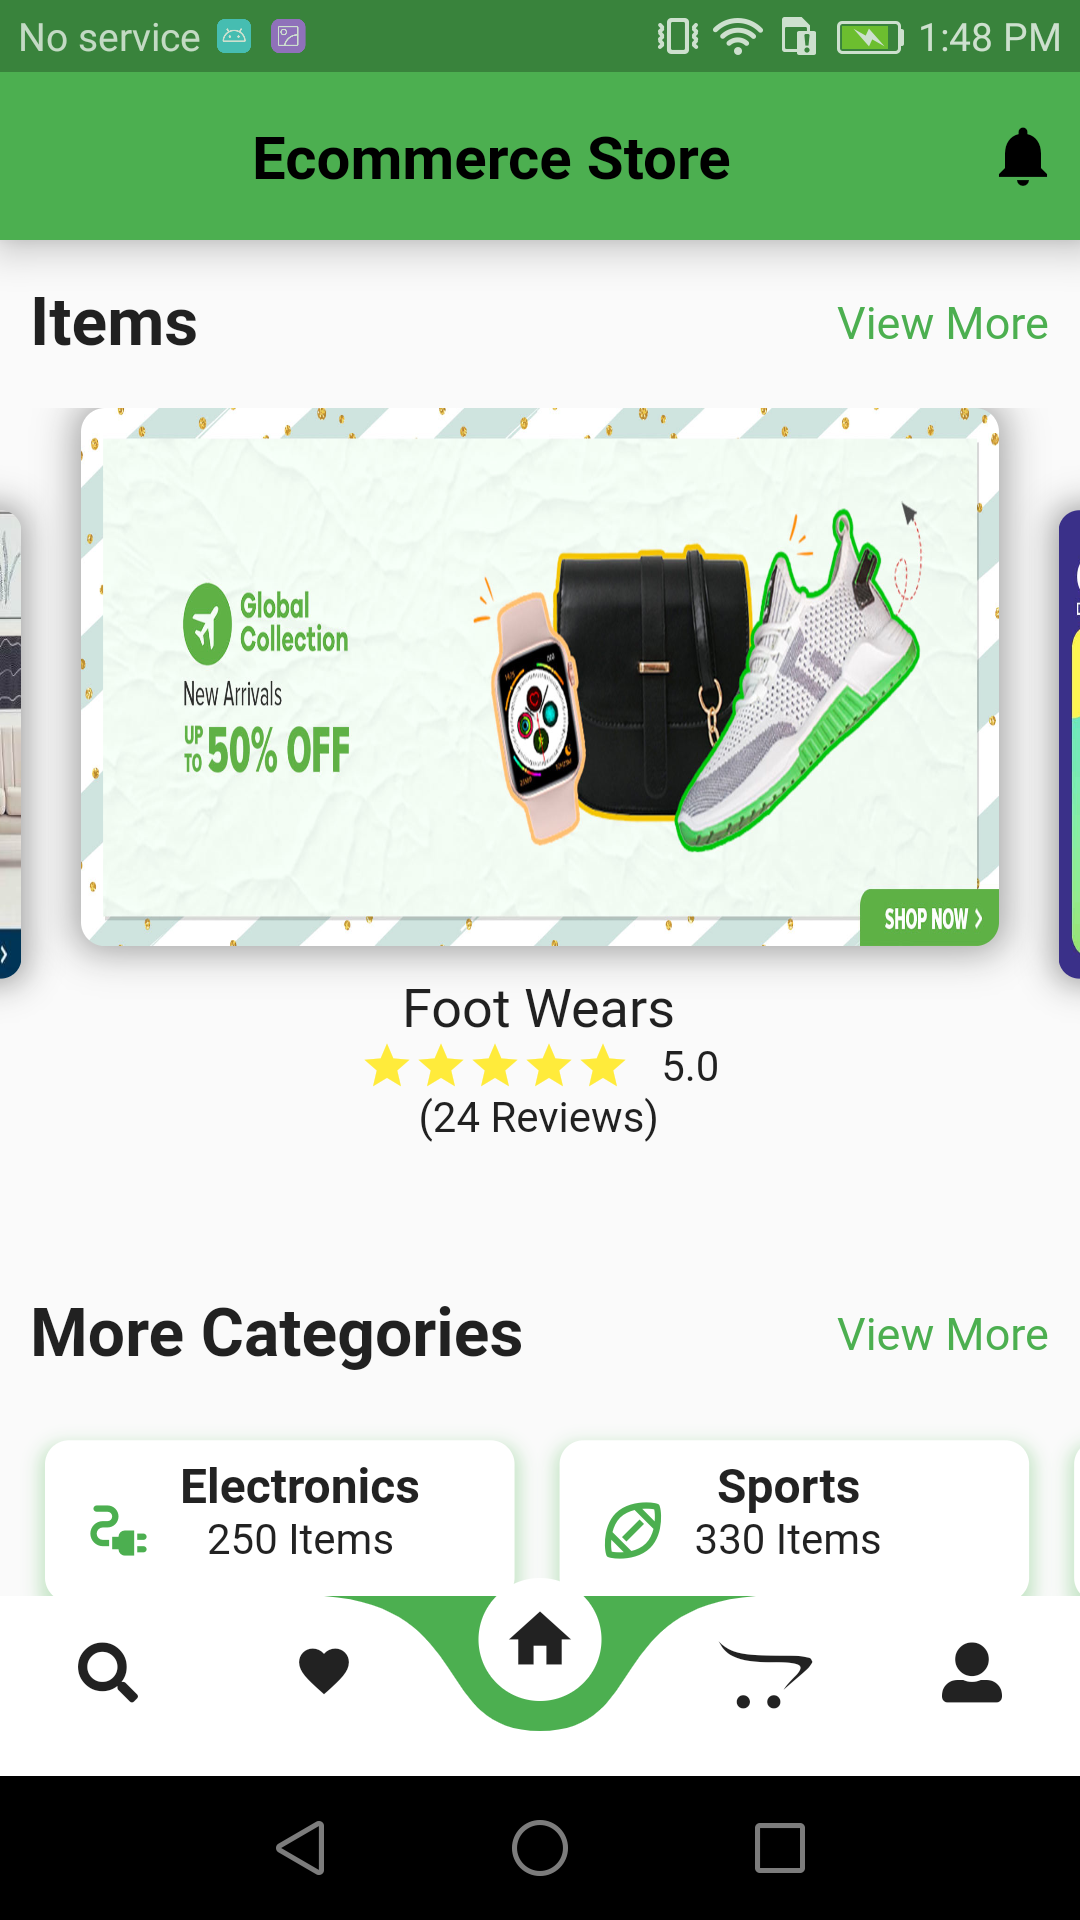 No service 1:48 PM
Ecommerce Store
Items View More
Global
Collection
New Arrivals
UP TO 50% OFF
SHOP NOW
Foot Wears
5.0
(24 Reviews)
More Categories View More
Electronics
250 Items
Sports
330 Items